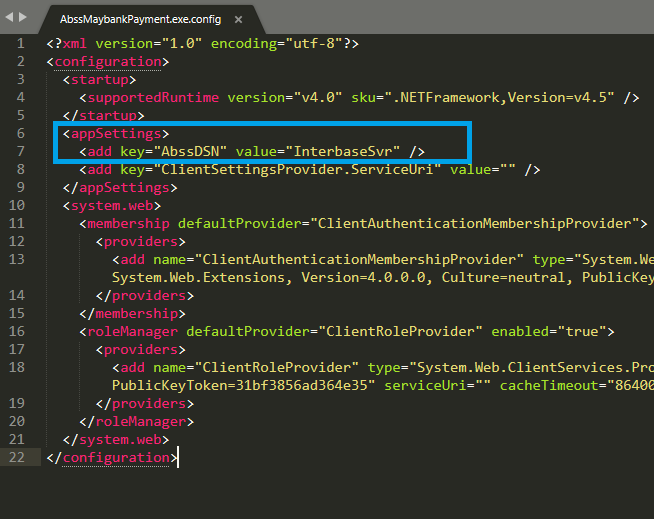 AbssMaybankPayment.exe.config ×
1 <?xml version="1.0" encoding="utf-8"?>
2 <configuration>
3 <startup>
4 <supportedRuntime version="v4.0" sku=".NETFramework,Version=v4.5" />
5 </startup>
6 <appSettings>
7 <add key="AbssDSN" value="InterbaseSvr" />
8 <add key="ClientSettingsProvider.ServiceUri" value="" />
9 </appSettings>
10 <system.web>
11 <membership defaultProvider="ClientAuthenticationMembershipProvider">
12 <providers>
13 <add name="ClientAuthenticationMembershipProvider" type="System.We
System.Web.Extensions, Version=4.0.0.0, Culture=neutral, PublicKey
14 </providers>
15 </membership>
16 <roleManager defaultProvider="ClientRoleProvider" enabled="true">
17 <providers>
18 <add name="ClientRoleProvider" type="System.Web.ClientServices.Pro
PublicKeyToken=31bf3856ad364e35" serviceUri="" cacheTimeout="86400
19 </providers>
20 </roleManager>
21 </system.web>
22 </configuration>